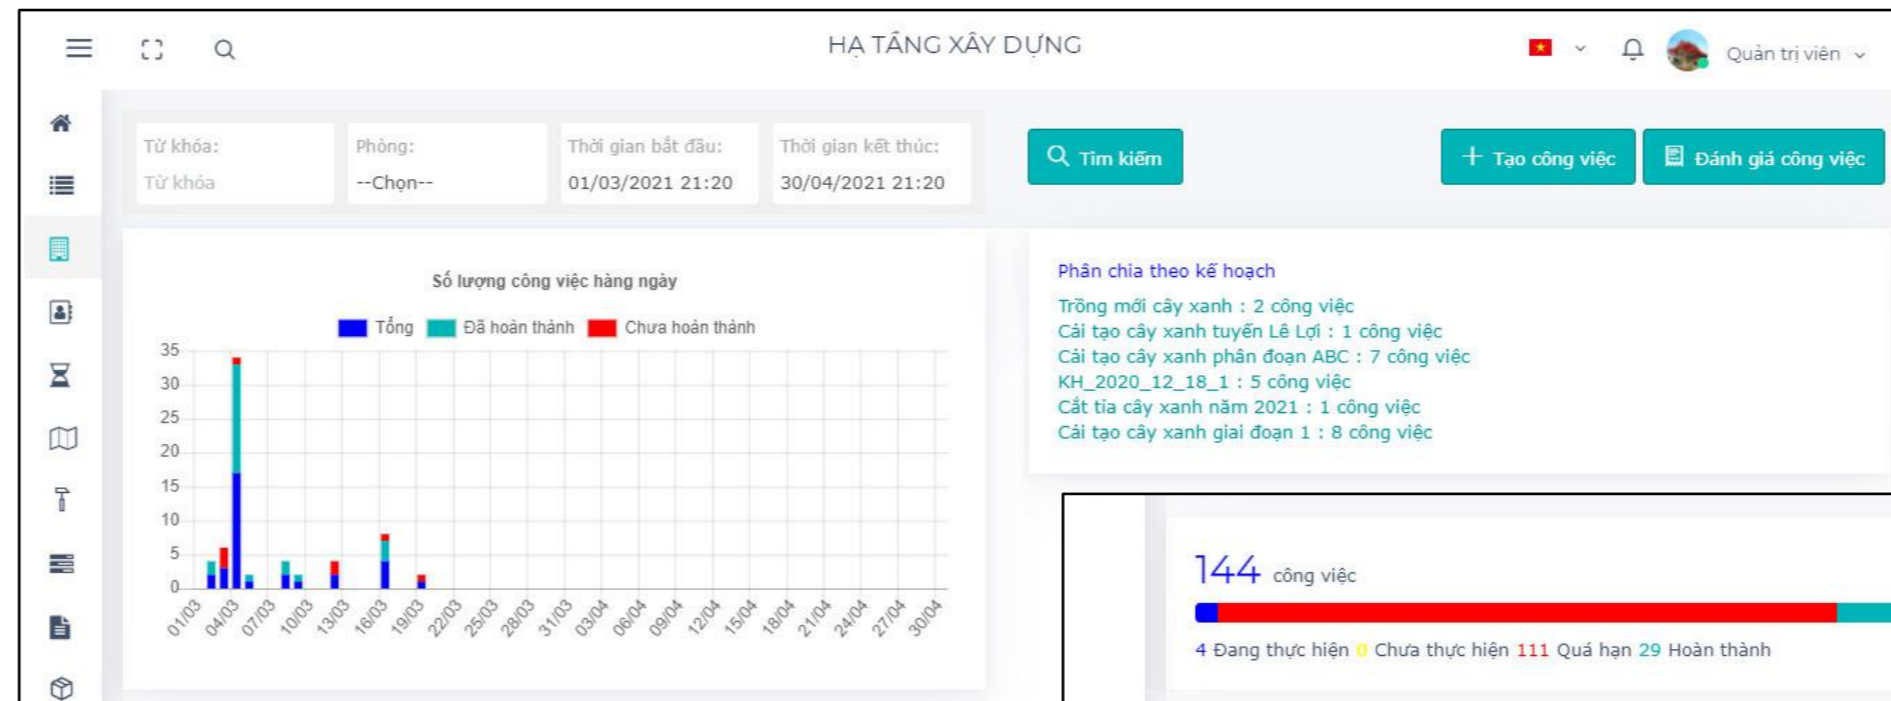 HẠ TẦNG XÂY DỰNG
Quản trị viên
Từ khóa:
Từ khóa
Phòng:
--Chọn--
Thời gian bắt đầu:
01/03/2021 21:20
Thời gian kết thúc:
30/04/2021 21:20
Tìm kiếm
Tạo công việc
Đánh giá công việc
Số lượng công việc hàng ngày
Tổng Đã hoàn thành Chưa hoàn thành
35
30
25
20
15
10
5
0
01/03 04/03 07/03 10/03 13/03 16/03 19/03 22/03 25/03 28/03 31/03 03/04 06/04 09/04 12/04 15/04 18/04 21/04 24/04 27/04 30/04
Phân chia theo kế hoạch
Trồng mới cây xanh : 2 công việc
Cải tạo cây xanh tuyến Lê Lợi : 1 công việc
Cải tạo cây xanh phân đoạn ABC : 7 công việc
KH_2020_12_18_1 : 5 công việc
Cắt tỉa cây xanh năm 2021 : 1 công việc
Cải tạo cây xanh giai đoạn 1 : 8 công việc
144 công việc
4 Đang thực hiện 0 Chưa thực hiện 111 Quá hạn 29 Hoàn thành